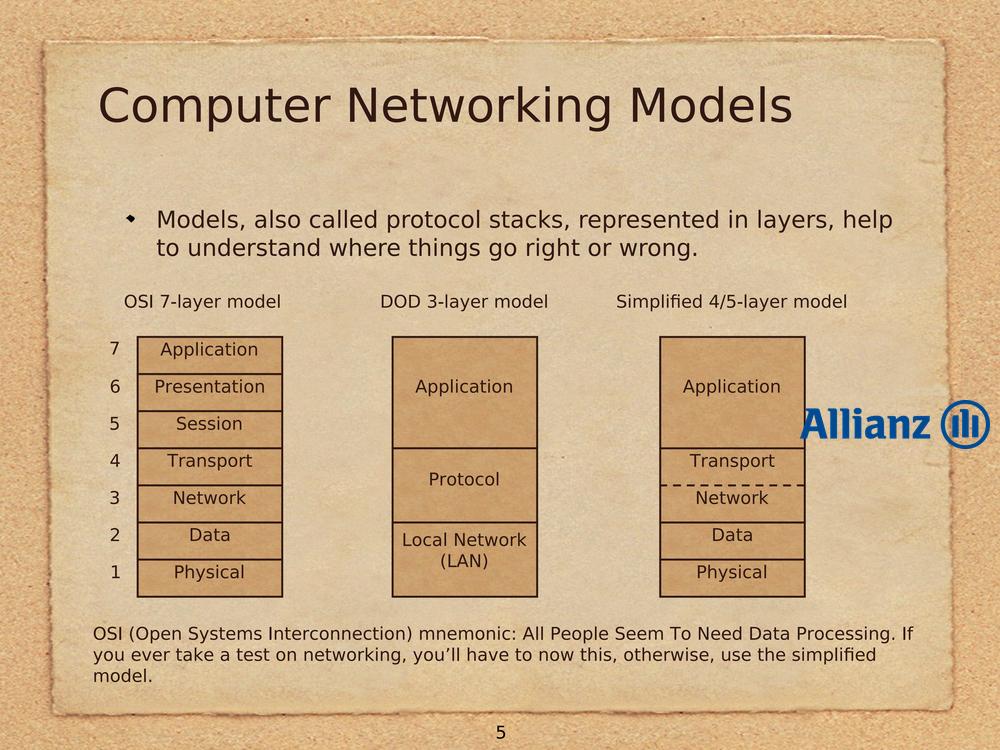 Computer Networking Models
Models, also called protocol stacks, represented in layers, help
to understand where things go right or wrong.
OSI 7-layer model
DOD 3-layer model
Simplified 4/5-layer model
7 Application
6 Presentation
5 Session
4 Transport
3 Network
2 Data
1 Physical
Application
Protocol
Local Network
(LAN)
Application
Transport
Network
Data
Physical
Allianz
OSI (Open Systems Interconnection) mnemonic: All People Seem To Need Data Processing. If
you ever take a test on networking, you’ll have to now this, otherwise, use the simplified
model.
5